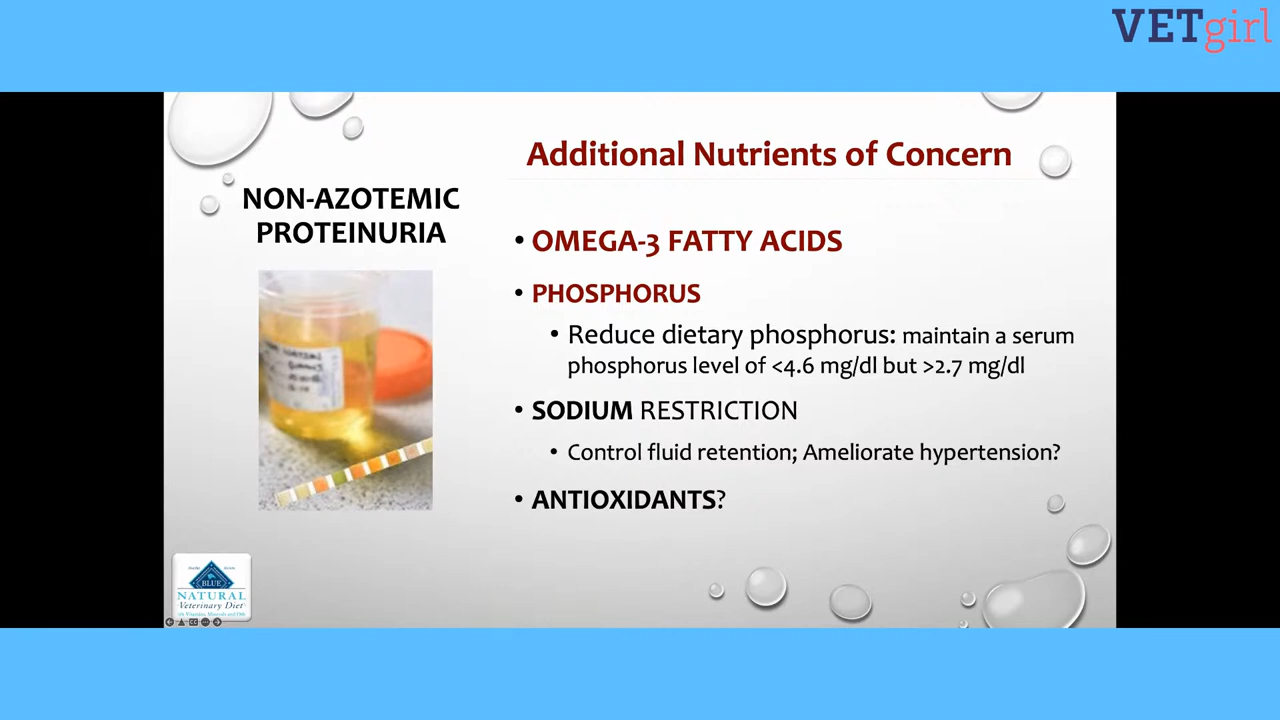 VETgirl
Additional Nutrients of Concern
NON-AZOTEMIC
PROTEINURIA
• OMEGA-3 FATTY ACIDS
• PHOSPHORUS
• Reduce dietary phosphorus: maintain a serum
phosphorus level of <4.6 mg/dl but >2.7 mg/dl
• SODIUM RESTRICTION
• Control fluid retention; Ameliorate hypertension?
• ANTIOXIDANTS?
BLUE
NATURAL
Veterinary Diet